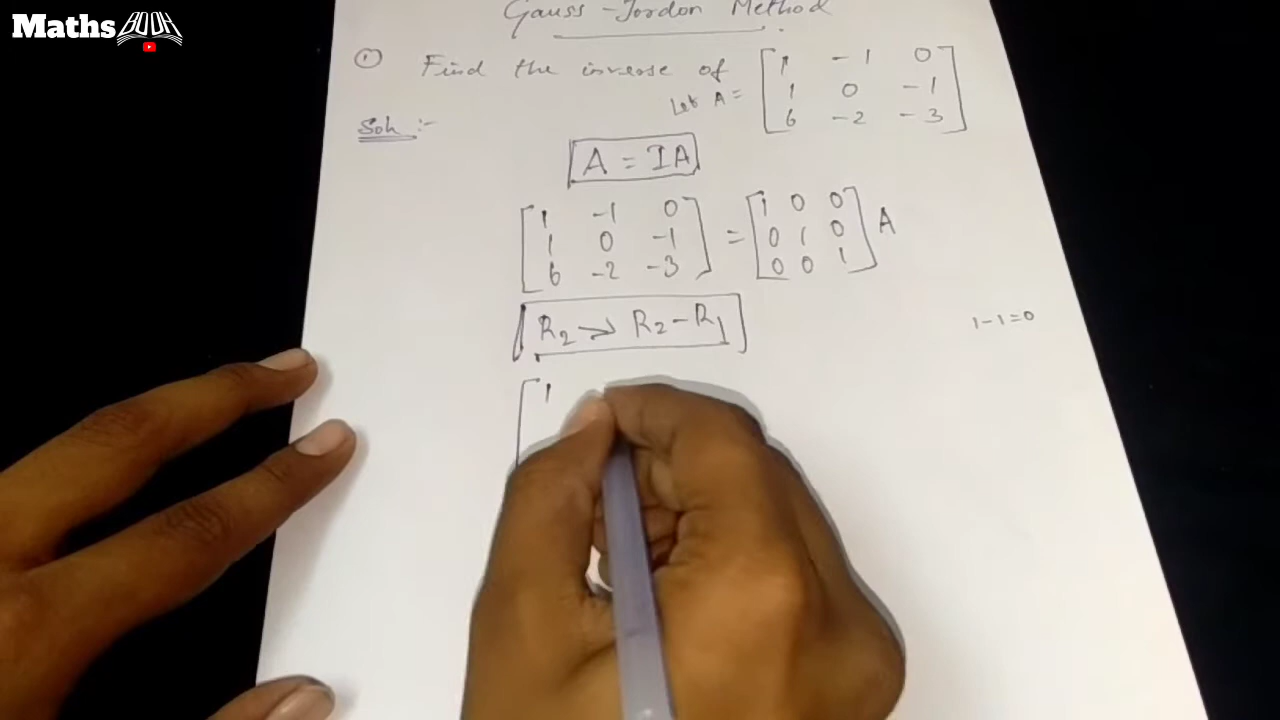 Maths BOOK
Gauss-Jordon Method
① Find the inverse of [1 -1 0
Let A = 1 0 -1
6 -2 -3]
Soln :-
A = IA
[1 -1 0 = [1 0 0 A
1 0 -1 0 1 0
6 -2 -3] 0 0 1]
R2 → R2 - R1
1-1=0
[1